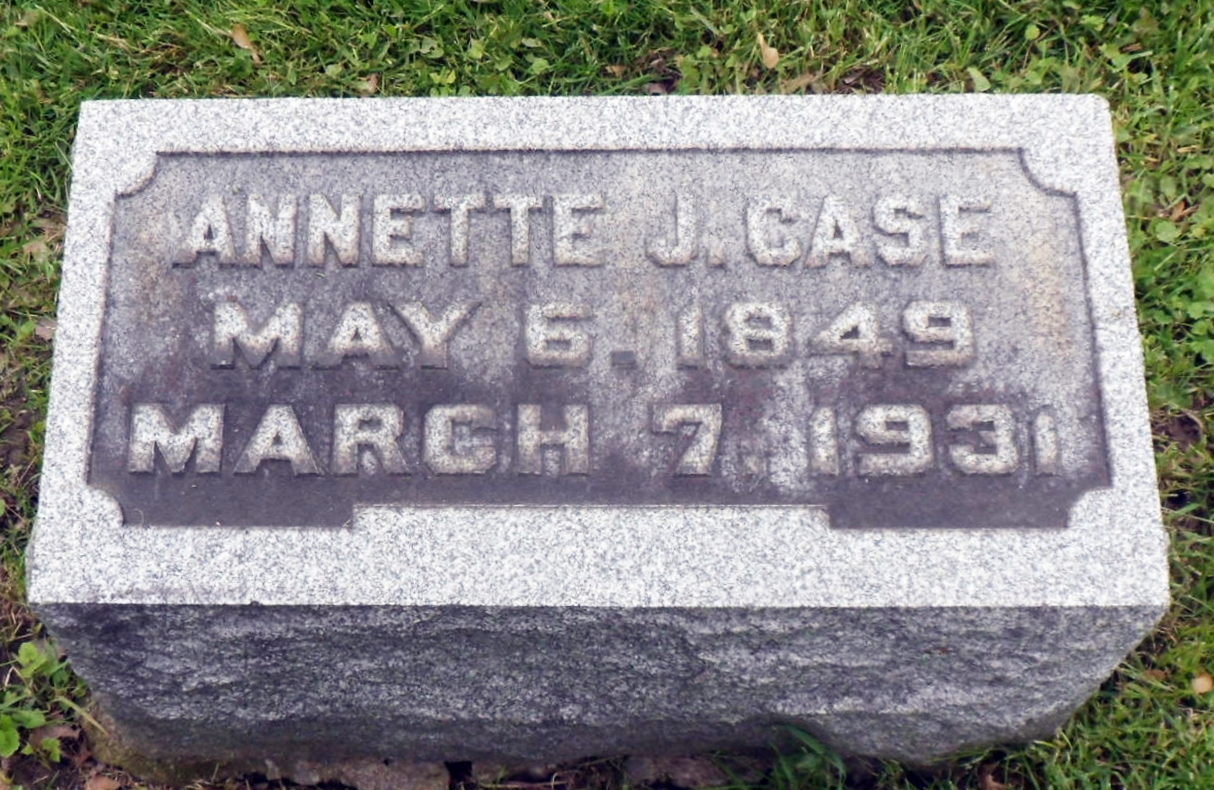 ANNETTE J. CASE
MAY 6. 1849
MARCH 7. 1931